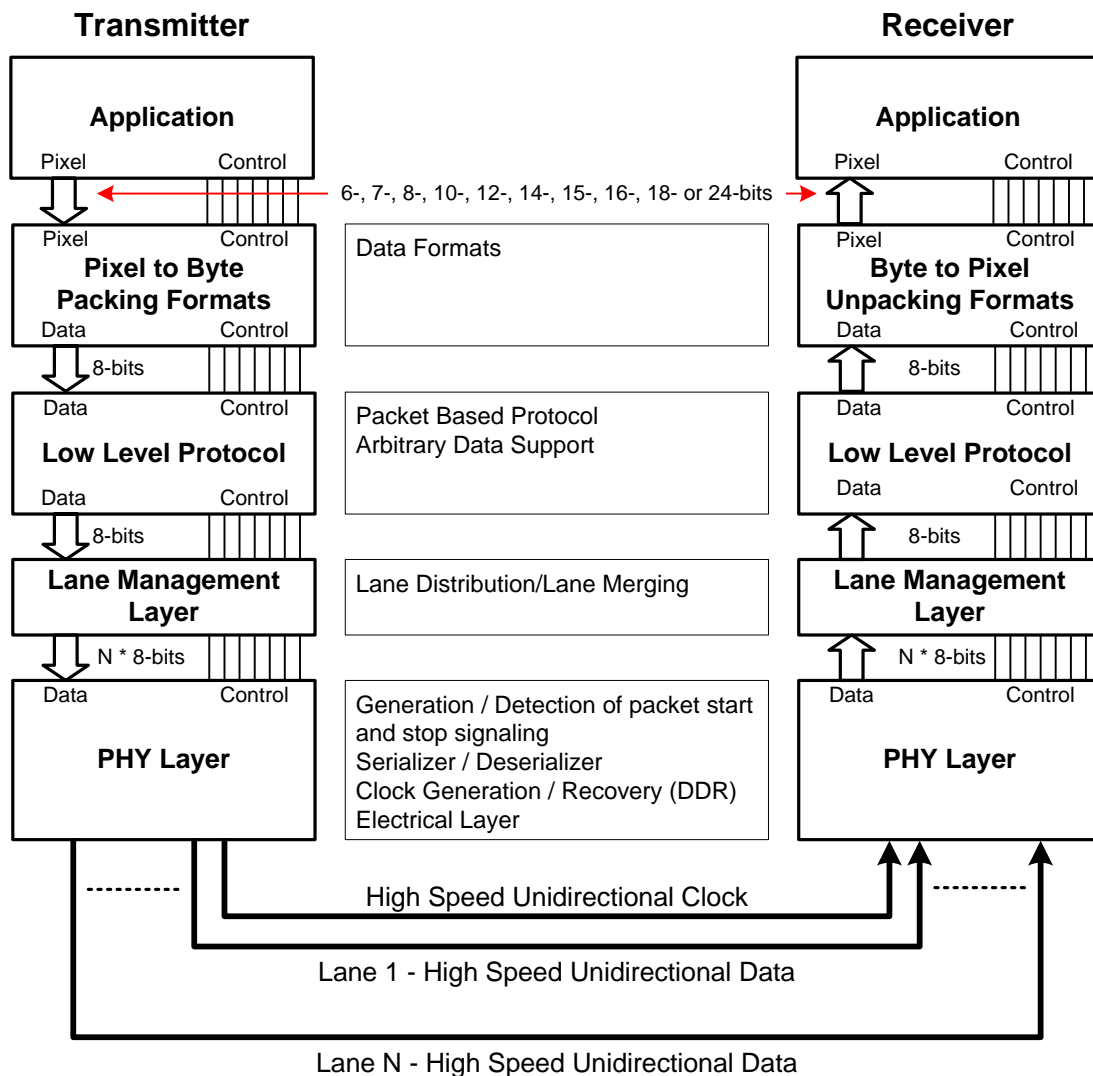 Transmitter
Receiver
Application
Pixel
Control
Application
Pixel
Control
6-, 7-, 8-, 10-, 12-, 14-, 15-, 16-, 18- or 24-bits
Pixel
Control
Pixel to Byte
Packing Formats
Data
Control
Data Formats
Pixel
Control
Byte to Pixel
Unpacking Formats
Data
Control
8-bits
8-bits
Data
Control
Low Level Protocol
Data
Control
Packet Based Protocol
Arbitrary Data Support
Data
Control
Low Level Protocol
Data
Control
8-bits
8-bits
Lane Management
Layer
Lane Distribution/Lane Merging
Lane Management
Layer
N * 8-bits
N * 8-bits
Data
Control
PHY Layer
Generation / Detection of packet start
and stop signaling
Serializer / Deserializer
Clock Generation / Recovery (DDR)
Electrical Layer
Data
Control
PHY Layer
High Speed Unidirectional Clock
Lane 1 - High Speed Unidirectional Data
Lane N - High Speed Unidirectional Data